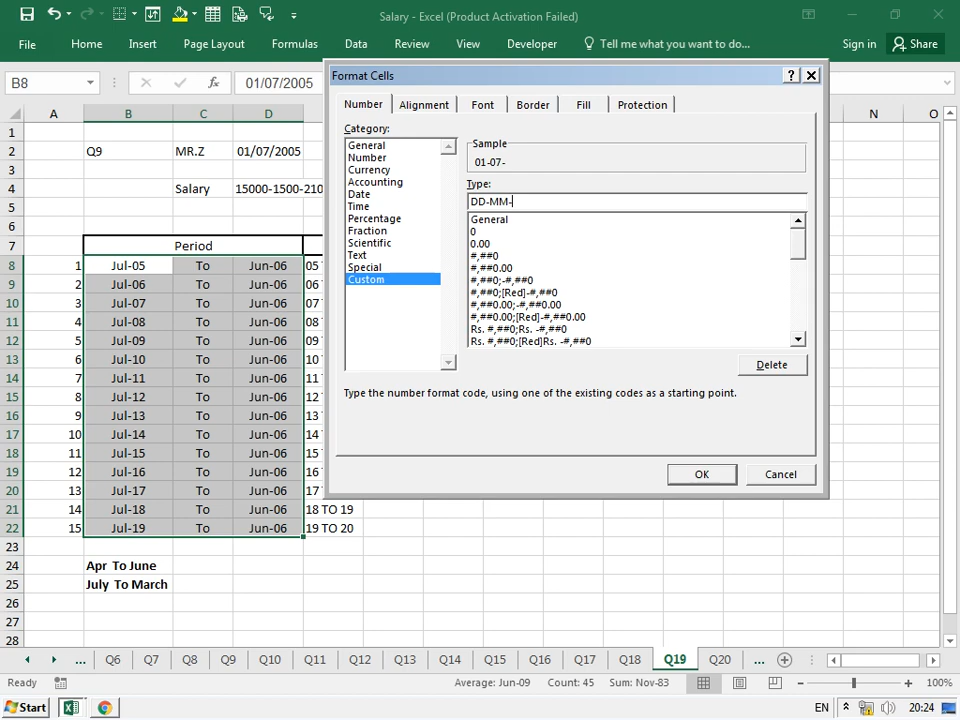 Salary - Excel (Product Activation Failed)
File Home Insert Page Layout Formulas Data Review View Developer Tell me what you want to do... Sign in Share
B8 fx 01/07/2005
Format Cells ?
Number Alignment Font Border Fill Protection
Category:
General
Number
Currency
Accounting
Date
Time
Percentage
Fraction
Scientific
Text
Special
Custom
Sample
01-07-
Type:
DD-MM-
General
0
0.00
#,##0
#,##0.00
#,##0;-#,##0
#,##0;[Red]-#,##0
#,##0.00;-#,##0.00
#,##0.00;[Red]-#,##0.00
Rs. #,##0;Rs. -#,##0
Rs. #,##0;[Red]Rs. -#,##0
Delete
Type the number format code, using one of the existing codes as a starting point.
OK Cancel
A B C D N O
1
2 Q9 MR.Z 01/07/2005
3
4 Salary 15000-1500-210
5
6
7 Period
8 1 Jul-05 To Jun-06 05
9 2 Jul-06 To Jun-06 06
10 3 Jul-07 To Jun-06 07
11 4 Jul-08 To Jun-06 08
12 5 Jul-09 To Jun-06 09
13 6 Jul-10 To Jun-06 10
14 7 Jul-11 To Jun-06 11
15 8 Jul-12 To Jun-06 12
16 9 Jul-13 To Jun-06 13
17 10 Jul-14 To Jun-06 14
18 11 Jul-15 To Jun-06 15
19 12 Jul-16 To Jun-06 16
20 13 Jul-17 To Jun-06 17
21 14 Jul-18 To Jun-06 18 TO 19
22 15 Jul-19 To Jun-06 19 TO 20
23
24 Apr To June
25 July To March
26
27
28
... Q6 Q7 Q8 Q9 Q10 Q11 Q12 Q13 Q14 Q15 Q16 Q17 Q18 Q19 Q20 ...
Ready Average: Jun-09 Count: 45 Sum: Nov-83 100%
Start EN 20:24